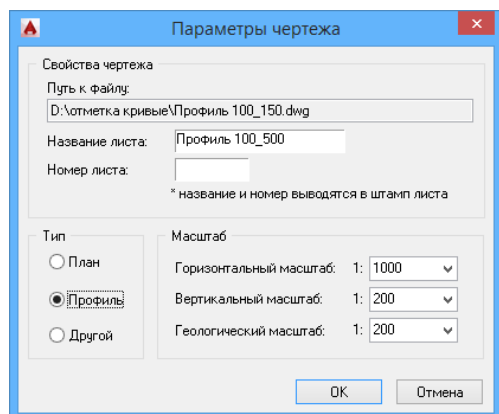 Параметры чертежа
Свойства чертежа
Путь к файлу:
D:\отметка кривые\Профиль 100_150.dwg
Название листа: Профиль 100_500
Номер листа:
* название и номер выводятся в штамп листа
Тип
План
Профиль
Другой
Масштаб
Горизонтальный масштаб: 1: 1000
Вертикальный масштаб: 1: 200
Геологический масштаб: 1: 200
OK Отмена